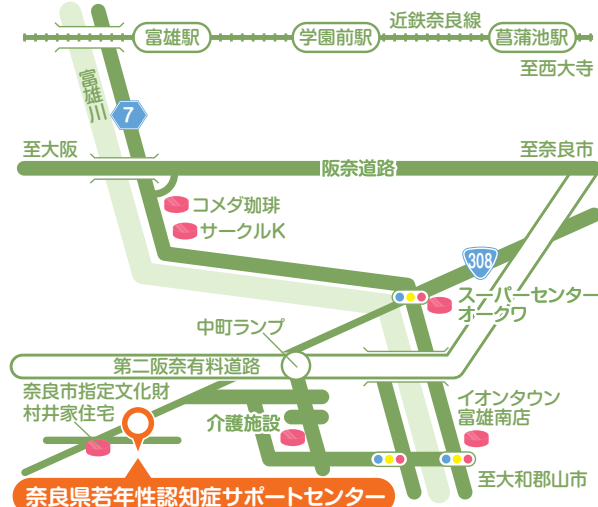 近鉄奈良線
富雄駅
学園前駅
菖蒲池駅
至西大寺
富雄川
7
至大阪
阪奈道路
至奈良市
コメダ珈琲
サークルK
308
スーパーセンター
オークワ
中町ランプ
第二阪奈有料道路
奈良市指定文化財
村井家住宅
介護施設
イオンタウン
富雄南店
至大和郡山市
奈良県若年性認知症サポートセンター